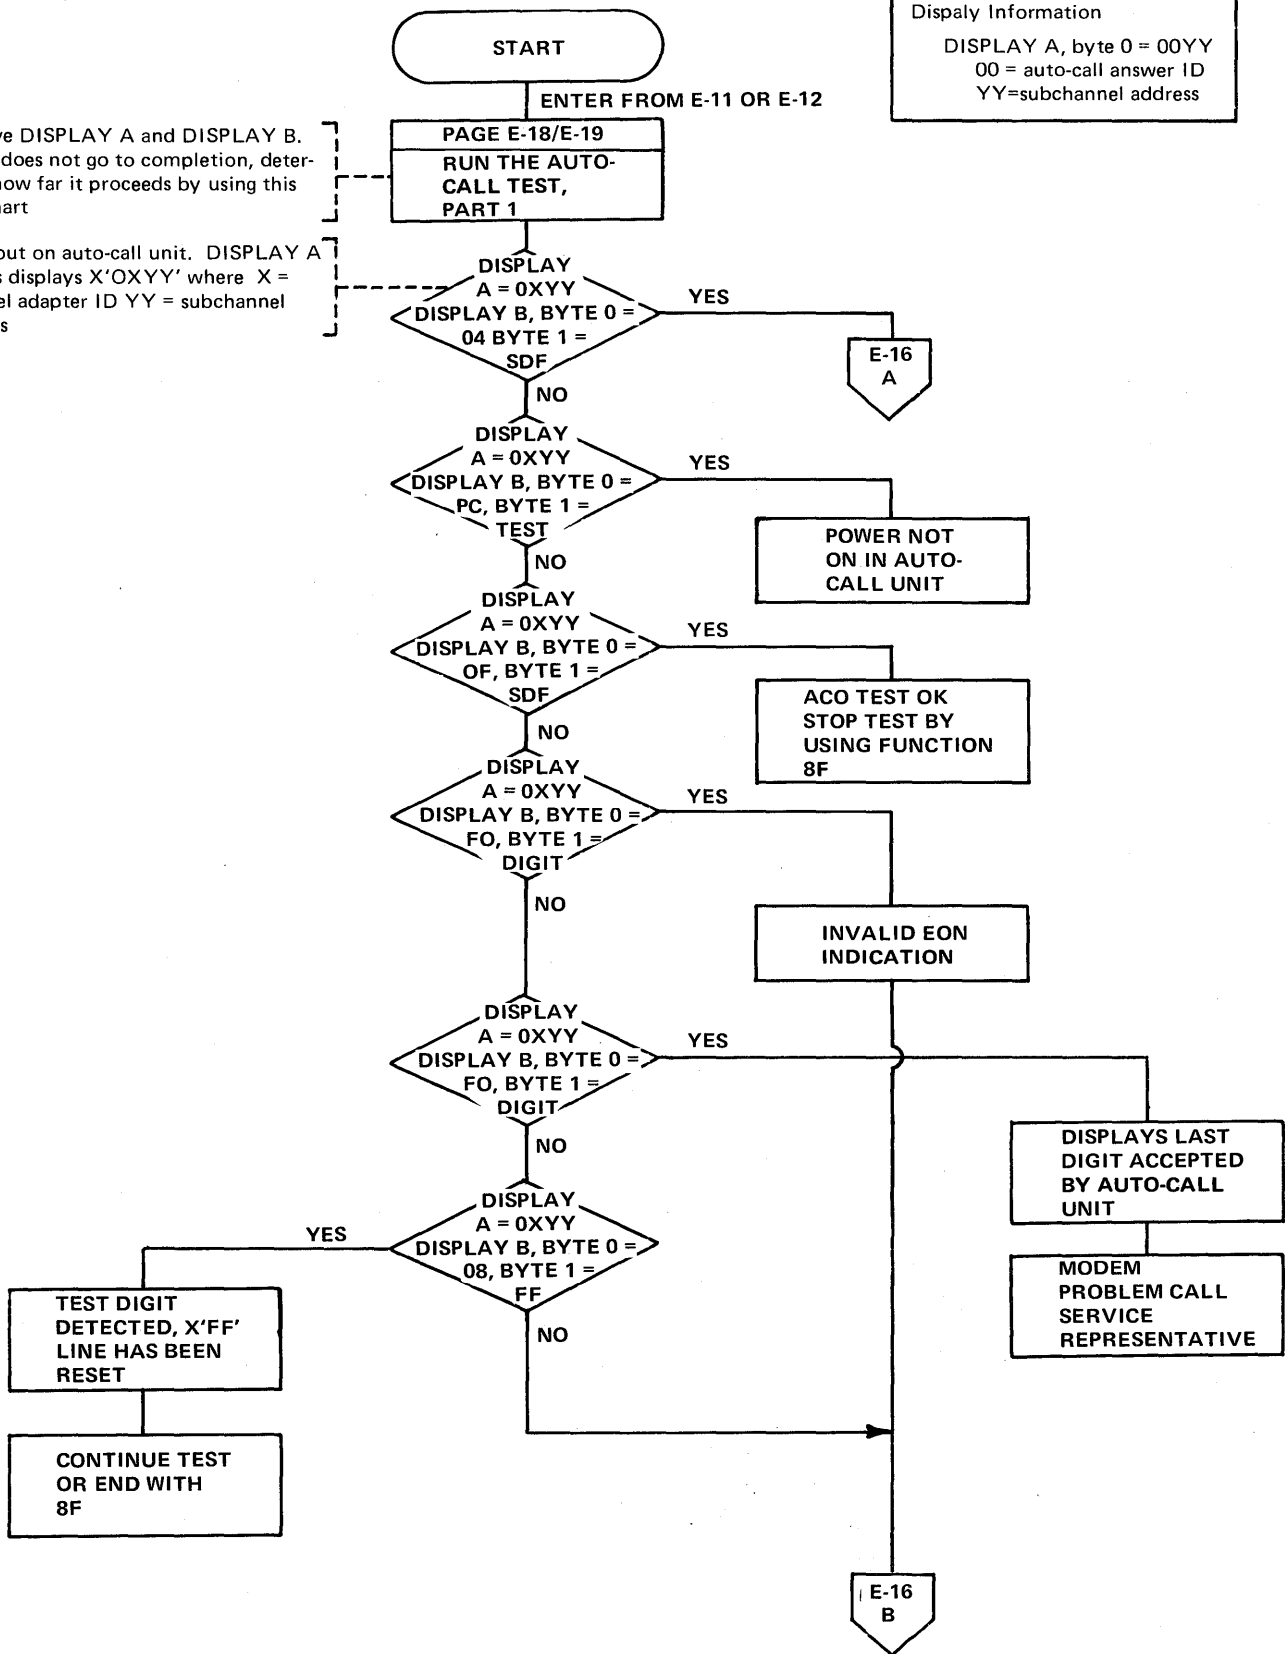 Dispaly Information
DISPLAY A, byte 0 = 00YY
00 = auto-call answer ID
YY=subchannel address
START
ENTER FROM E-11 OR E-12
DISPLAY A and DISPLAY B.
does not go to completion, deter-
how far it proceeds by using this
PAGE E-18/E-19
RUN THE AUTO-
CALL TEST,
PART 1
out on auto-call unit. DISPLAY A
displays X'0XYY' where X =
adapter ID YY = subchannel
DISPLAY
A = 0XYY
DISPLAY B, BYTE 0 =
04 BYTE 1 =
SDF
YES
E-16
A
NO
DISPLAY
A = 0XYY
DISPLAY B, BYTE 0 =
PC, BYTE 1 =
TEST
YES
POWER NOT
ON IN AUTO-
CALL UNIT
NO
DISPLAY
A = 0XYY
DISPLAY B, BYTE 0 =
OF, BYTE 1 =
SDF
YES
ACO TEST OK
STOP TEST BY
USING FUNCTION
8F
NO
DISPLAY
A = 0XYY
DISPLAY B, BYTE 0 =
FO, BYTE 1 =
DIGIT
YES
INVALID EON
INDICATION
NO
DISPLAY
A = 0XYY
DISPLAY B, BYTE 0 =
FO, BYTE 1 =
DIGIT
YES
DISPLAYS LAST
DIGIT ACCEPTED
BY AUTO-CALL
UNIT
MODEM
PROBLEM CALL
SERVICE
REPRESENTATIVE
NO
DISPLAY
A = 0XYY
DISPLAY B, BYTE 0 =
08, BYTE 1 =
FF
YES
TEST DIGIT
DETECTED, X'FF'
LINE HAS BEEN
RESET
CONTINUE TEST
OR END WITH
8F
NO
E-16
B